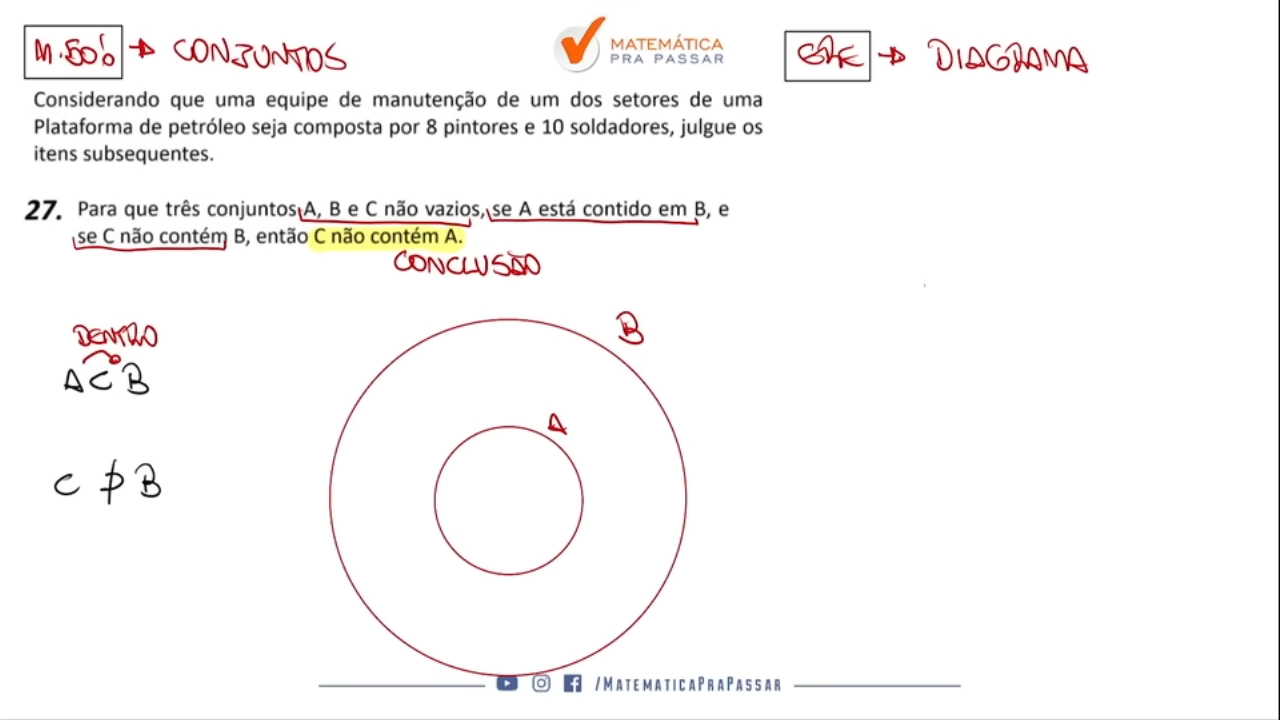 M.50% → CONJUNTOS
MATEMÁTICA
PRA PASSAR
→ DIAGRAMA
Considerando que uma equipe de manutenção de um dos setores de uma
Plataforma de petróleo seja composta por 8 pintores e 10 soldadores, julgue os
itens subsequentes.
27. Para que três conjuntos A, B e C não vazios, se A está contido em B, e
se C não contém B, então C não contém A.
CONCLUSÃO
B
DENTRO
A ⊂ B
A
C ⊅ B
/MATEMATICAPRAPASSAR